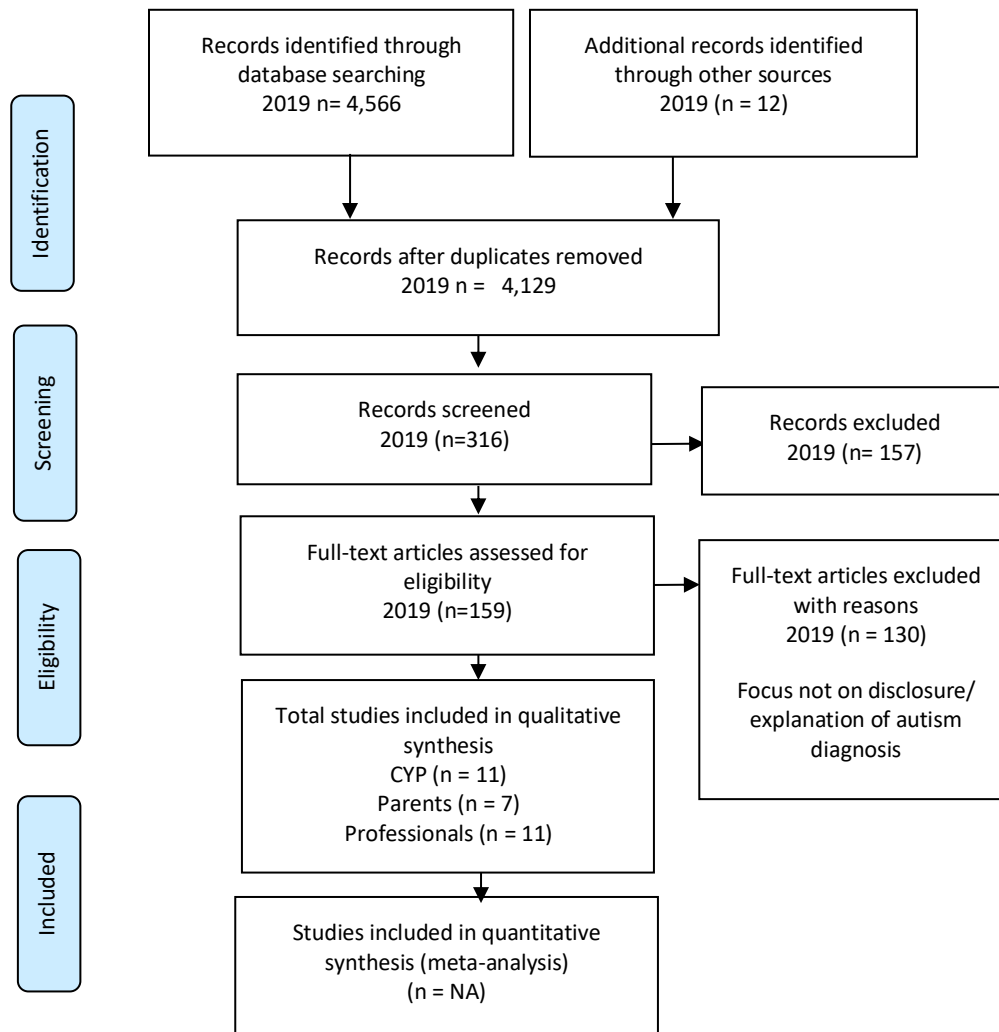 Records identified through
database searching
2019 n= 4,566
Additional records identified
through other sources
2019 (n = 12)
Identification
Records after duplicates removed
2019 n =   4,129
Screening
Records screened
2019 (n=316)
Records excluded
2019 (n= 157)
Eligibility
Full-text articles assessed for
eligibility
2019 (n=159)
Full-text articles excluded
with reasons
2019 (n = 130)
Focus not on disclosure/
explanation of autism
diagnosis
Total studies included in qualitative
synthesis
CYP (n = 11)
Parents (n = 7)
Professionals (n = 11)
Included
Studies included in quantitative
synthesis (meta-analysis)
(n = NA)